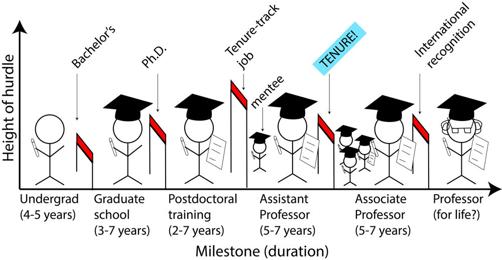 Height of hurdle
Bachelor's
Ph.D.
Tenure-track
job
mentee
TENURE!
International
recognition
Undergrad
(4-5 years)
Graduate
school
(3-7 years)
Postdoctoral
training
(2-7 years)
Assistant
Professor
(5-7 years)
Associate
Professor
(5-7 years)
Professor
(for life?)
Milestone (duration)